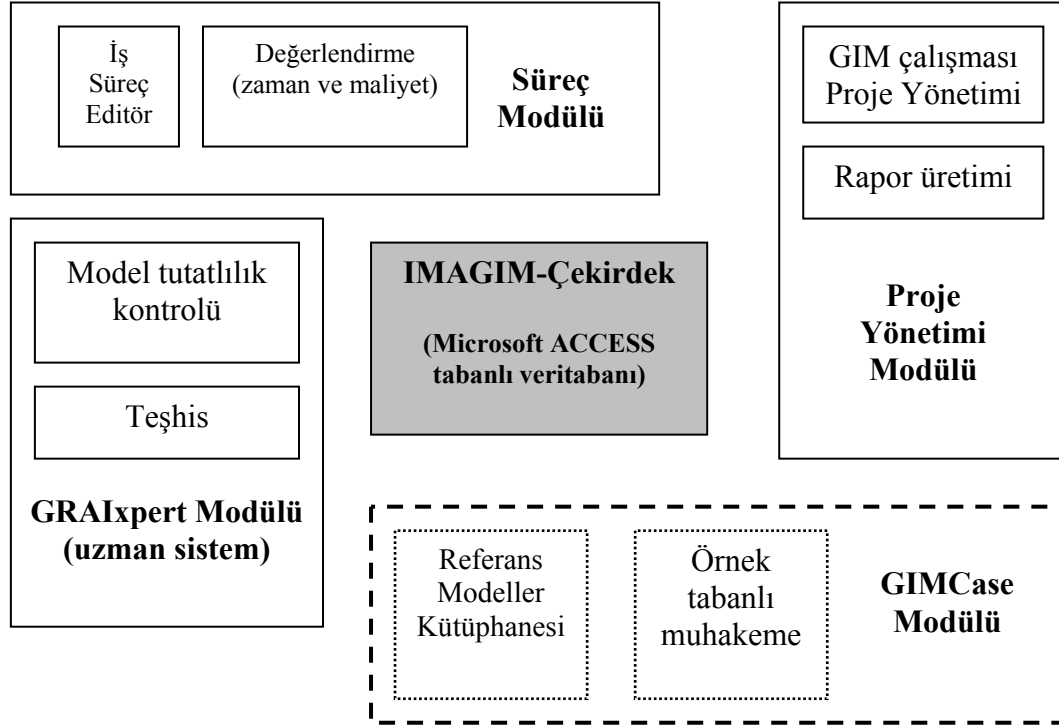 İş
Süreç
Editör
Değerlendirme
(zaman ve maliyet)
Süreç
Modülü
GIM çalışması
Proje Yönetimi
Rapor üretimi
Proje
Yönetimi
Modülü
Model tutatlılık
kontrolü
Teşhis
GRAIxpert Modülü
(uzman sistem)
IMAGIM-Çekirdek
(Microsoft ACCESS
tabanlı veritabanı)
Referans
Modeller
Kütüphanesi
Örnek
tabanlı
muhakeme
GIMCase
Modülü